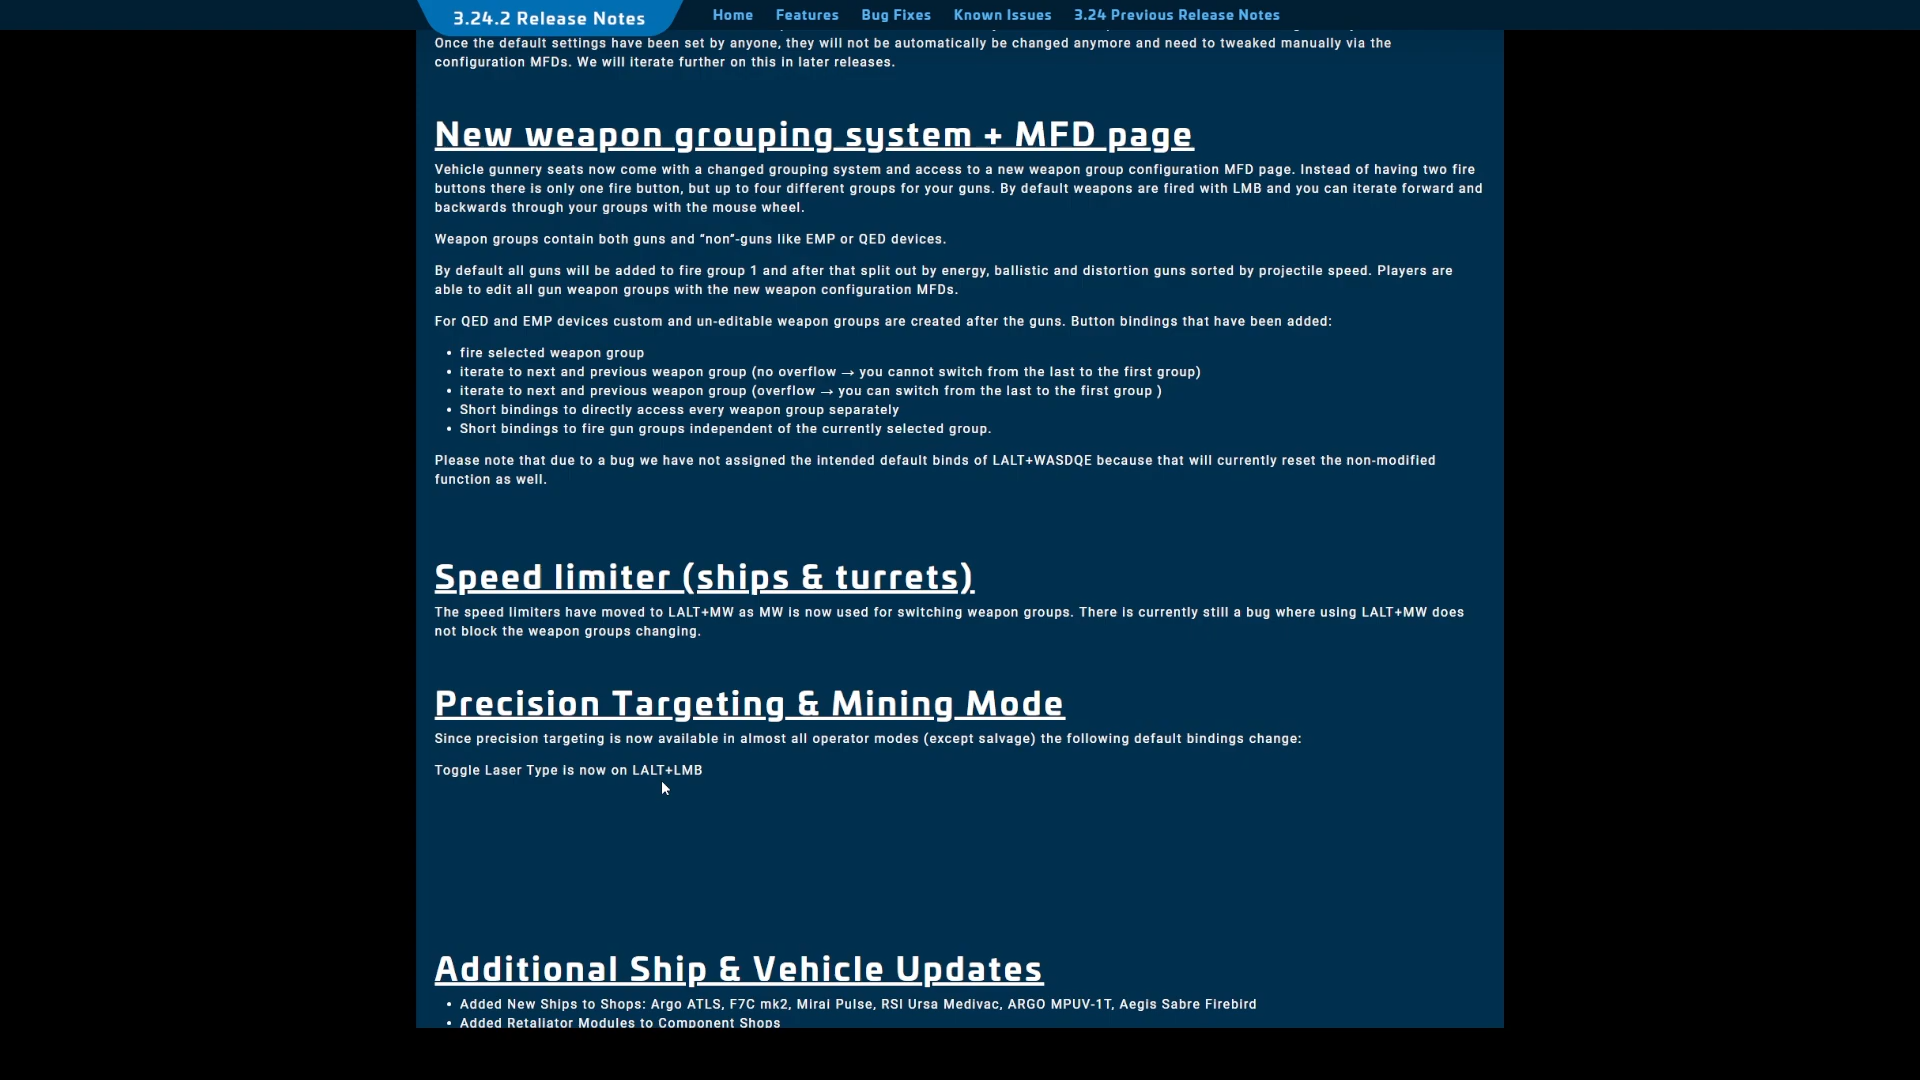 3.24.2 Release Notes
Home Features Bug Fixes Known Issues 3.24 Previous Release Notes
Once the default settings have been set by anyone, they will not be automatically be changed anymore and need to tweaked manually via the
configuration MFDs. We will iterate further on this in later releases.
New weapon grouping system + MFD page
Vehicle gunnery seats now come with a changed grouping system and access to a new weapon group configuration MFD page. Instead of having two fire
buttons there is only one fire button, but up to four different groups for your guns. By default weapons are fired with LMB and you can iterate forward and
backwards through your groups with the mouse wheel.
Weapon groups contain both guns and "non"-guns like EMP or QED devices.
By default all guns will be added to fire group 1 and after that split out by energy, ballistic and distortion guns sorted by projectile speed. Players are
able to edit all gun weapon groups with the new weapon configuration MFDs.
For QED and EMP devices custom and un-editable weapon groups are created after the guns. Button bindings that have been added:
• fire selected weapon group
• iterate to next and previous weapon group (no overflow → you cannot switch from the last to the first group)
• iterate to next and previous weapon group (overflow → you can switch from the last to the first group )
• Short bindings to directly access every weapon group separately
• Short bindings to fire gun groups independent of the currently selected group.
Please note that due to a bug we have not assigned the intended default binds of LALT+WASDQE because that will currently reset the non-modified
function as well.
Speed limiter (ships & turrets)
The speed limiters have moved to LALT+MW as MW is now used for switching weapon groups. There is currently still a bug where using LALT+MW does
not block the weapon groups changing.
Precision Targeting & Mining Mode
Since precision targeting is now available in almost all operator modes (except salvage) the following default bindings change:
Toggle Laser Type is now on LALT+LMB
Additional Ship & Vehicle Updates
• Added New Ships to Shops: Argo ATLS, F7C mk2, Mirai Pulse, RSI Ursa Medivac, ARGO MPUV-1T, Aegis Sabre Firebird
• Added Retaliator Modules to Component Shops